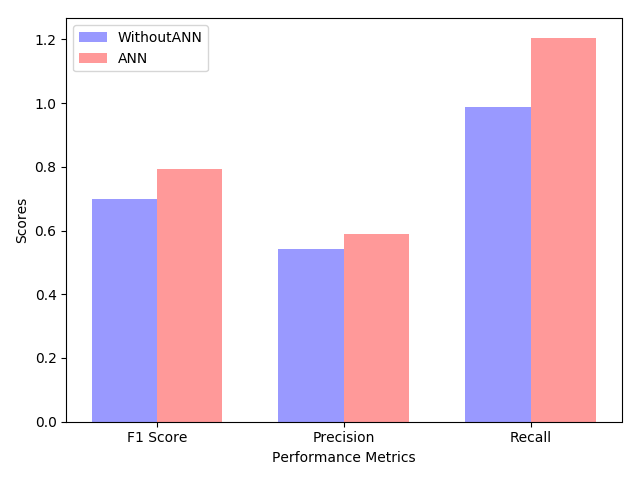 WithoutANN
ANN
1.2
1.0
0.8
0.6
0.4
0.2
0.0
Scores
F1 Score Precision Recall
Performance Metrics